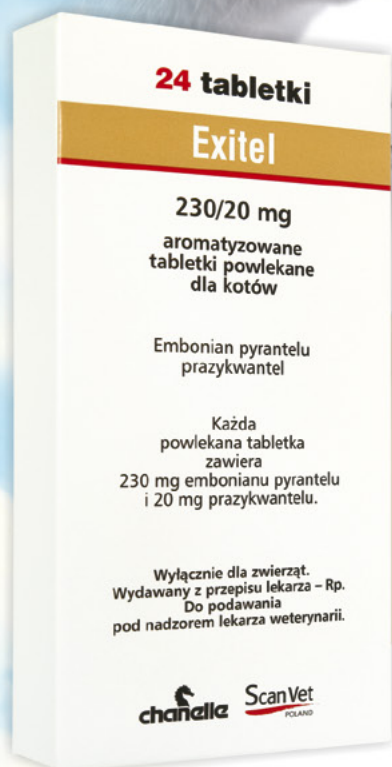 24 tabletki
Exitel
230/20 mg
aromatyzowane
tabletki powlekane
dla kotów
Embonian pyrantelu
prazykwantel
Każda
powlekana tabletka
zawiera
230 mg embonianu pyrantelu
i 20 mg prazykwantelu.
Wyłącznie dla zwierząt.
Wydawany z przepisu lekarza – Rp.
Do podawania
pod nadzorem lekarza weterynarii.
chanelle ScanVet
POLAND